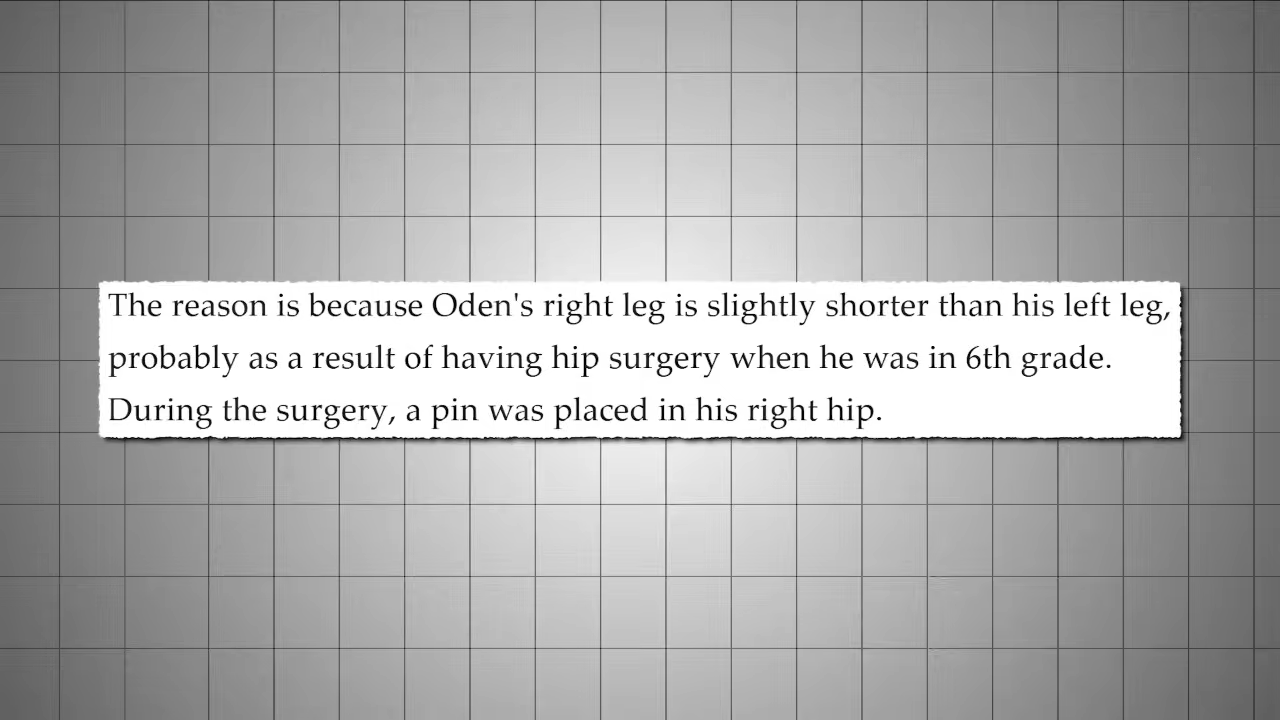 The reason is because Oden's right leg is slightly shorter than his left leg,
probably as a result of having hip surgery when he was in 6th grade.
During the surgery, a pin was placed in his right hip.